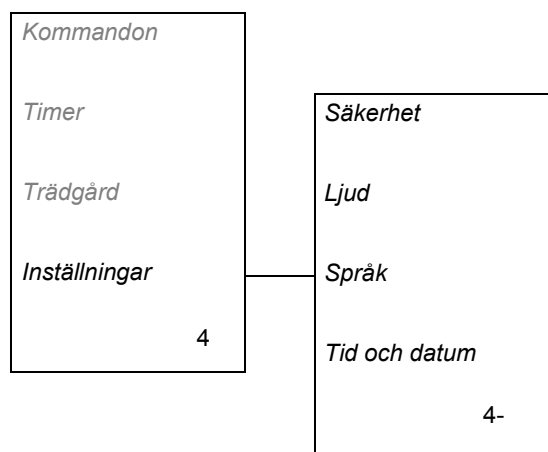 Kommandon
Timer
Trädgård
Inställningar
4
Säkerhet
Ljud
Språk
Tid och datum
4-